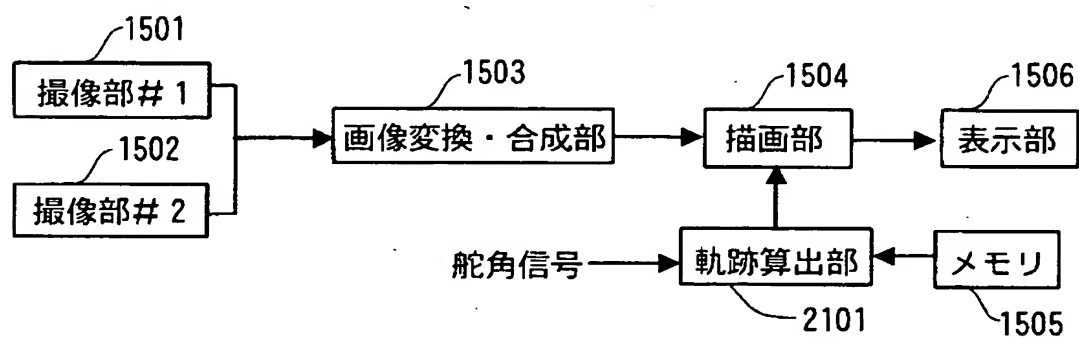 1501
撮像部#1
1502
撮像部#2
1503
画像変換・合成部
1504
描画部
1506
表示部
舵角信号
軌跡算出部
2101
メモリ
1505